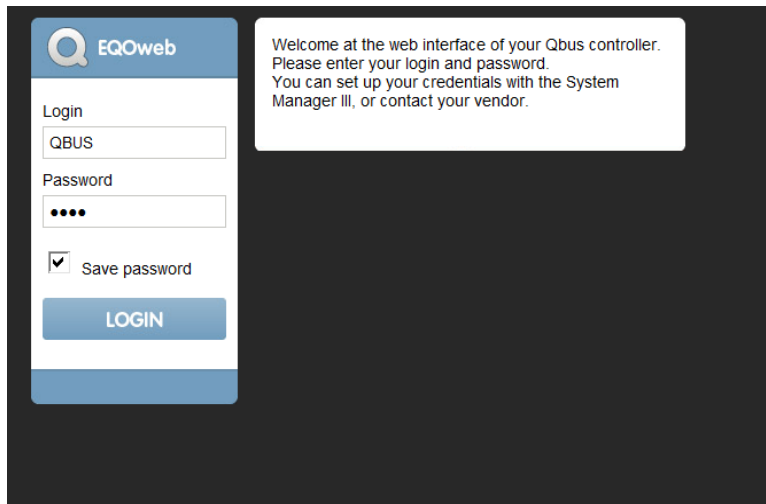 EQOweb
Login
QBUS
Password
••••
Save password
LOGIN
Welcome at the web interface of your Qbus controller.
Please enter your login and password.
You can set up your credentials with the System
Manager III, or contact your vendor.